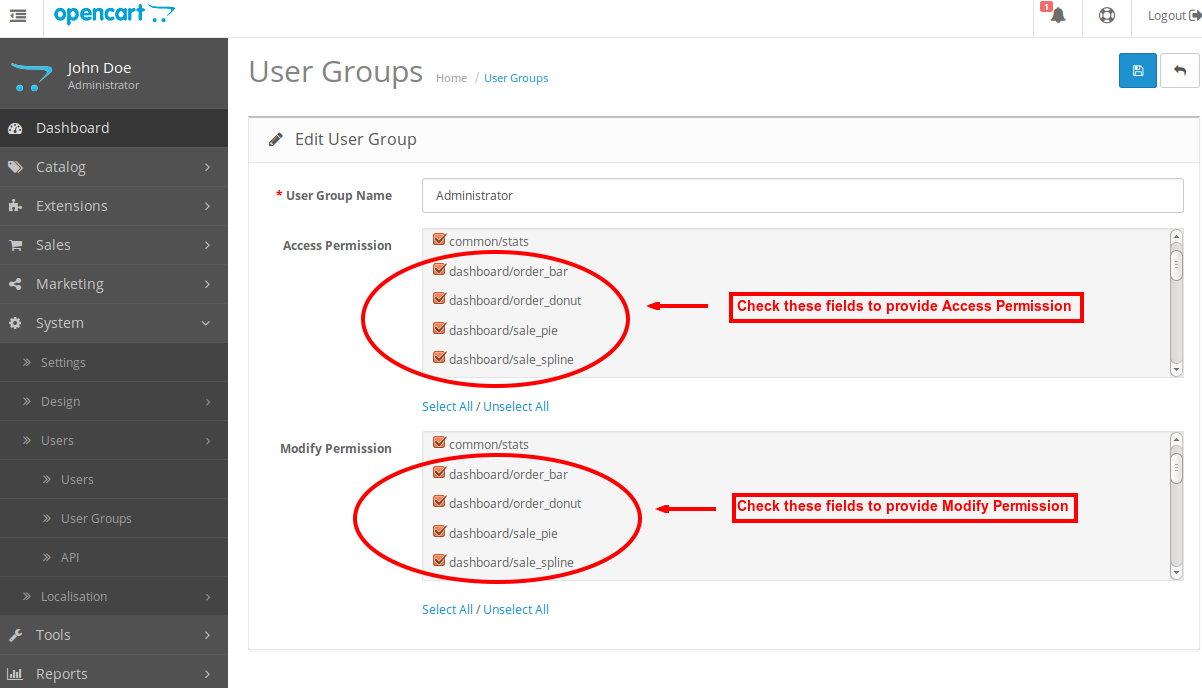 opencart
1
Logout
John Doe
Administrator
Dashboard
Catalog
Extensions
Sales
Marketing
System
Settings
Design
Users
Users
User Groups
API
Localisation
Tools
Reports
User Groups Home / User Groups
Edit User Group
* User Group Name Administrator
Access Permission
common/stats
dashboard/order_bar
dashboard/order_donut
dashboard/sale_pie
dashboard/sale_spline
Check these fields to provide Access Permission
Select All / Unselect All
Modify Permission
common/stats
dashboard/order_bar
dashboard/order_donut
dashboard/sale_pie
dashboard/sale_spline
Check these fields to provide Modify Permission
Select All / Unselect All